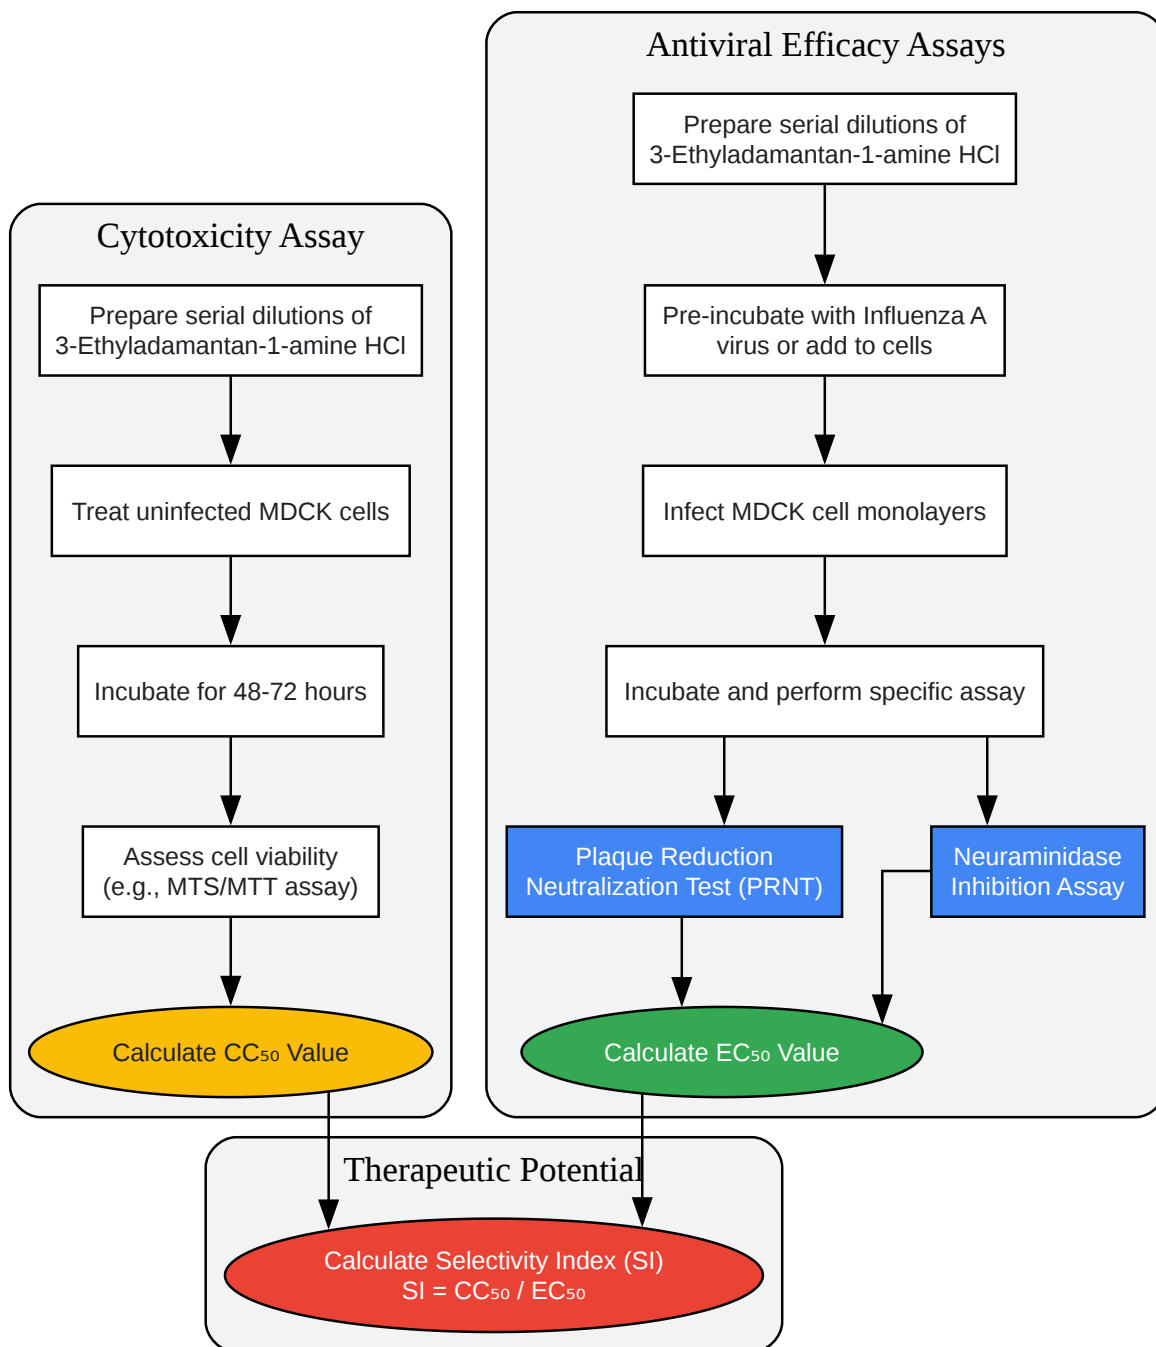 Antiviral Efficacy Assays
Prepare serial dilutions of
3-Ethyladamantan-1-amine HCl
Pre-incubate with Influenza A
virus or add to cells
Infect MDCK cell monolayers
Incubate and perform specific assay
Plaque Reduction
Neutralization Test (PRNT)
Neuraminidase
Inhibition Assay
Calculate EC₅₀ Value
Cytotoxicity Assay
Prepare serial dilutions of
3-Ethyladamantan-1-amine HCl
Treat uninfected MDCK cells
Incubate for 48-72 hours
Assess cell viability
(e.g., MTS/MTT assay)
Calculate CC₅₀ Value
Therapeutic Potential
Calculate Selectivity Index (SI)
SI = CC₅₀ / EC₅₀